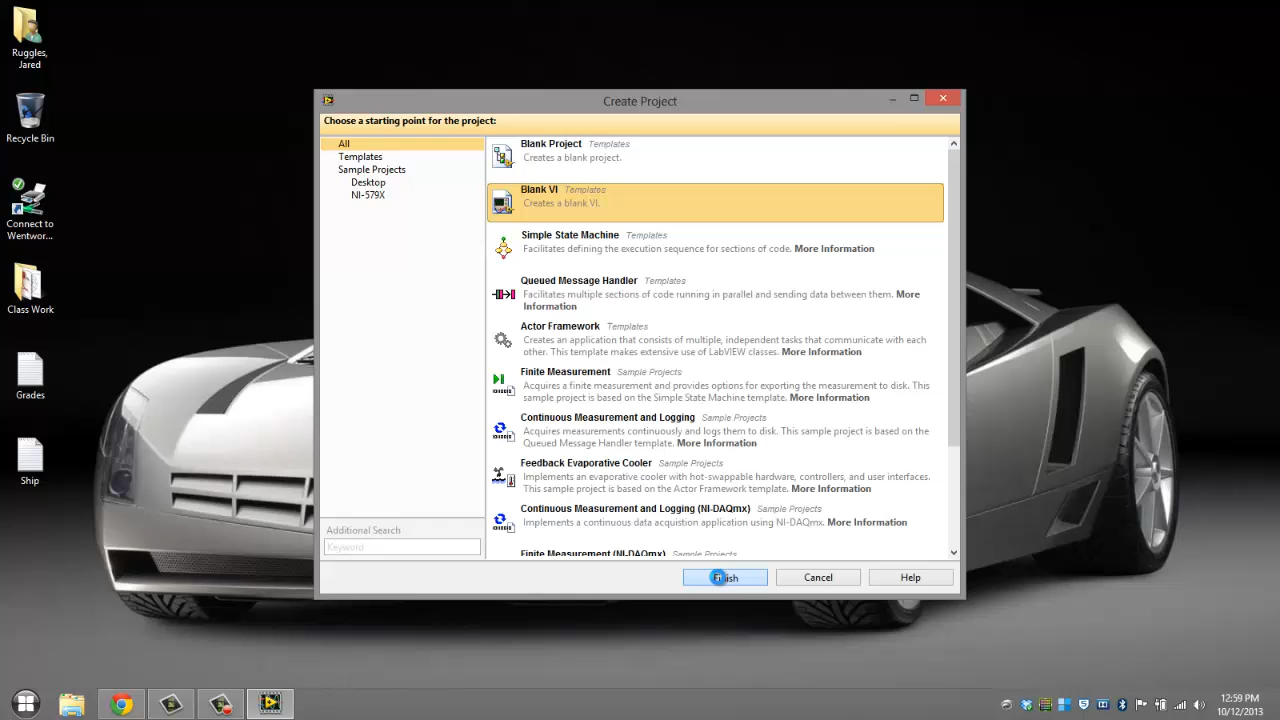 Ruggles,
Jared
Recycle Bin
Connect to
Wentwor...
Class Work
Grades
Ship
Create Project
Choose a starting point for the project:
All
Templates
Sample Projects
Desktop
NI-579X
Additional Search
Keyword
Blank Project Templates
Creates a blank project.
Blank VI Templates
Creates a blank VI.
Simple State Machine Templates
Facilitates defining the execution sequence for sections of code. More Information
Queued Message Handler Templates
Facilitates multiple sections of code running in parallel and sending data between them. More
Information
Actor Framework Templates
Creates an application that consists of multiple, independent tasks that communicate with each
other. This template makes extensive use of LabVIEW classes. More Information
Finite Measurement Sample Projects
Acquires a finite measurement and provides options for exporting the measurement to disk. This
sample project is based on the Simple State Machine template. More Information
Continuous Measurement and Logging Sample Projects
Acquires measurements continuously and logs them to disk. This sample project is based on the
Queued Message Handler template. More Information
Feedback Evaporative Cooler Sample Projects
Implements an evaporative cooler with hot-swappable hardware, controllers, and user interfaces.
This sample project is based on the Actor Framework template. More Information
Continuous Measurement and Logging (NI-DAQmx) Sample Projects
Implements a continuous data acquistion application using NI-DAQmx. More Information
Finite Measurement (NI-DAQmx) Sample Projects
Finish
Cancel
Help
12:59 PM
10/12/2013